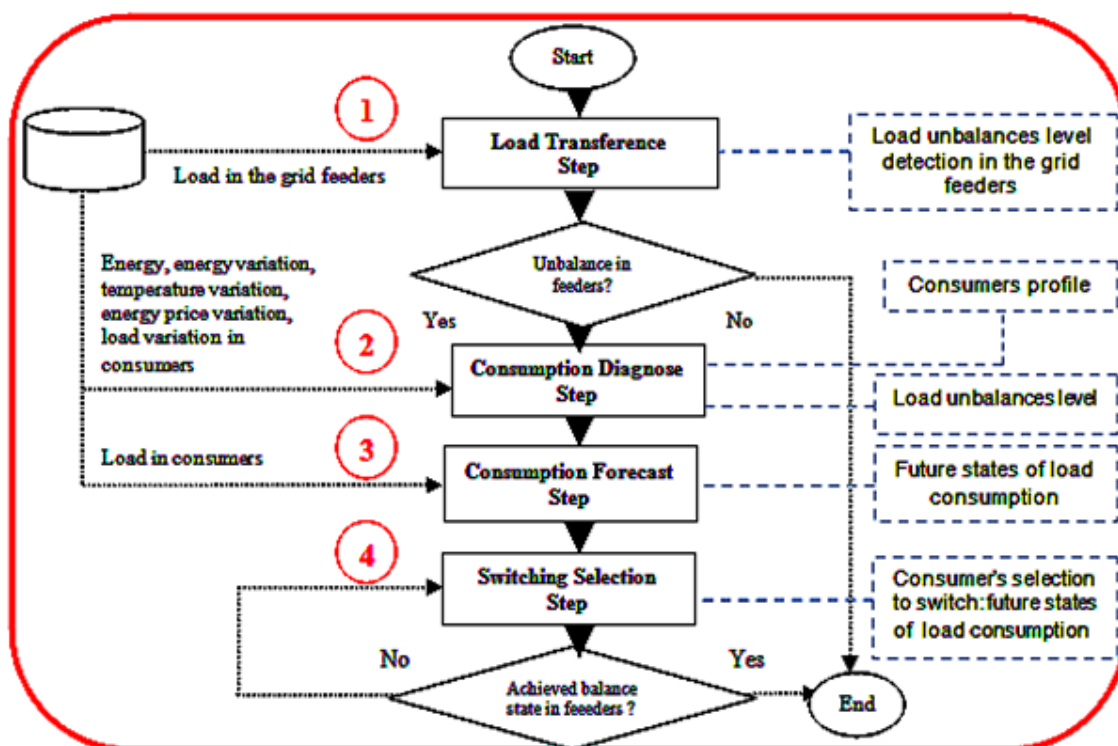 Start
1
Load Transference
Step
Load in the grid feeders
Load unbalances level
detection in the grid
feeders
Unbalance in
feeders?
Yes
No
Energy, energy variation,
temperature variation,
energy price variation,
load variation in
consumers
2
Consumption Diagnose
Step
Consumers profile
Load unbalances level
Load in consumers
3
Consumption Forecast
Step
Future states of load
consumption
4
Switching Selection
Step
Consumer's selection
to switch:future states
of load consumption
No
Yes
Achieved balance
state in feeeders ?
End